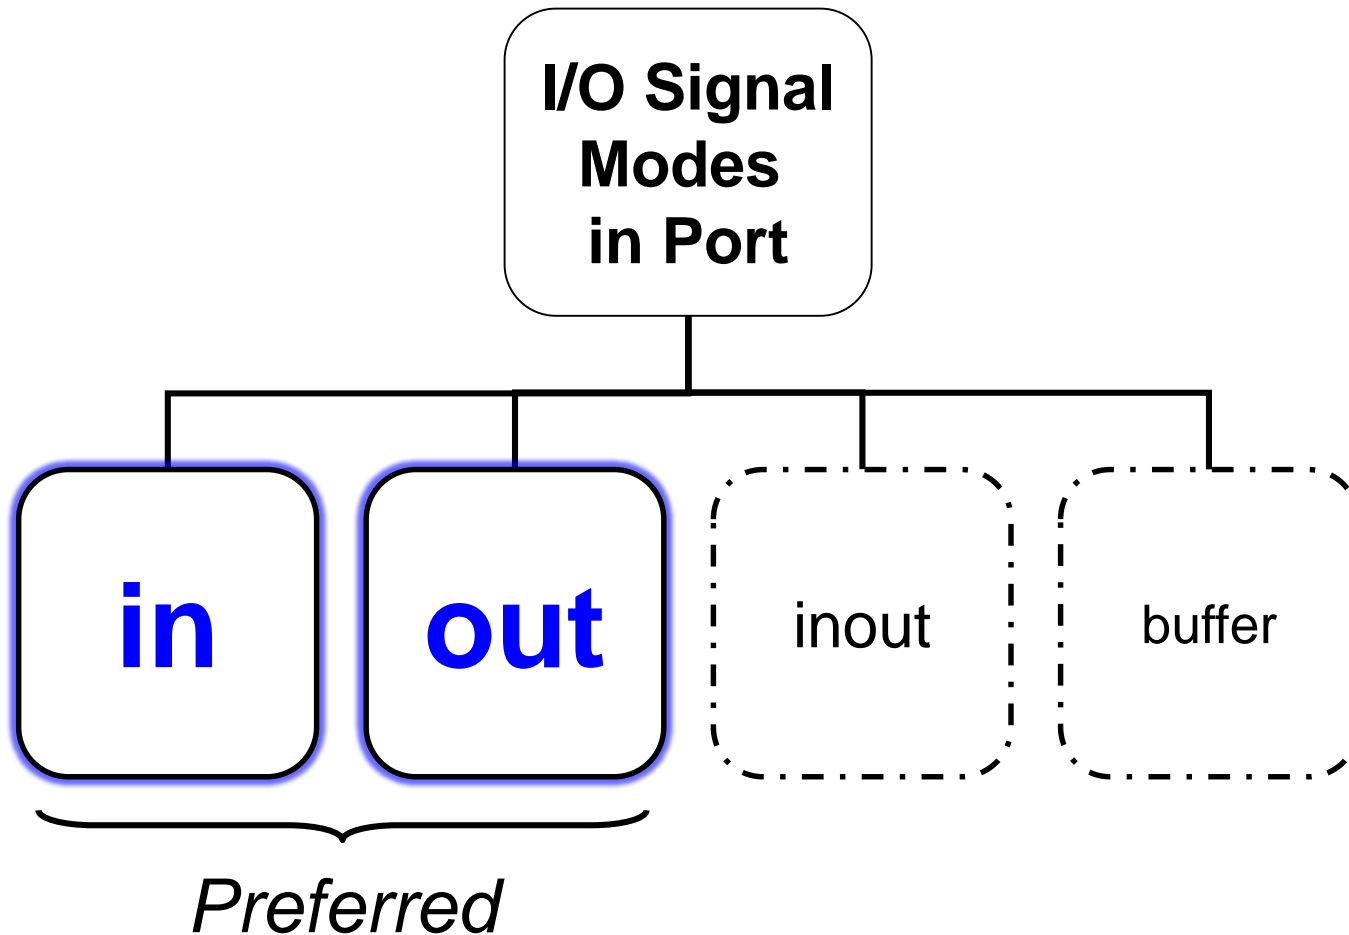 I/O Signal
Modes
in Port
in
out
inout
buffer
Preferred